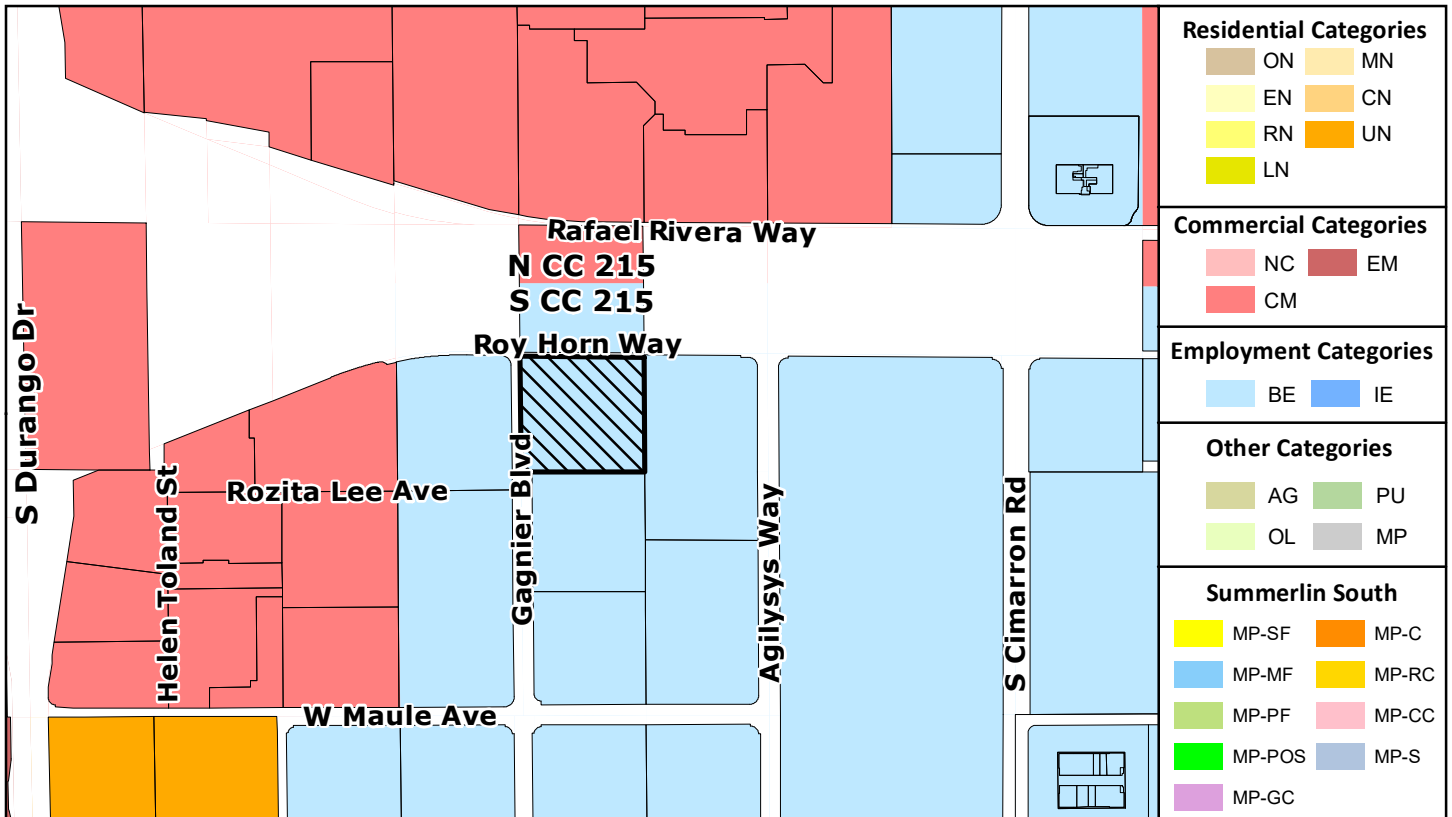 Rafael Rivera Way
N CC 215
S CC 215
Roy Horn Way
S Durango Dr
Helen Toland St
Rozita Lee Ave
Gagnier Blvd
Agilysys Way
S Cimarron Rd
W Maule Ave
Residential Categories
ON MN
EN CN
RN UN
LN
Commercial Categories
NC EM
CM
Employment Categories
BE IE
Other Categories
AG PU
OL MP
Summerlin South
MP-SF MP-C
MP-MF MP-RC
MP-PF MP-CC
MP-POS MP-S
MP-GC